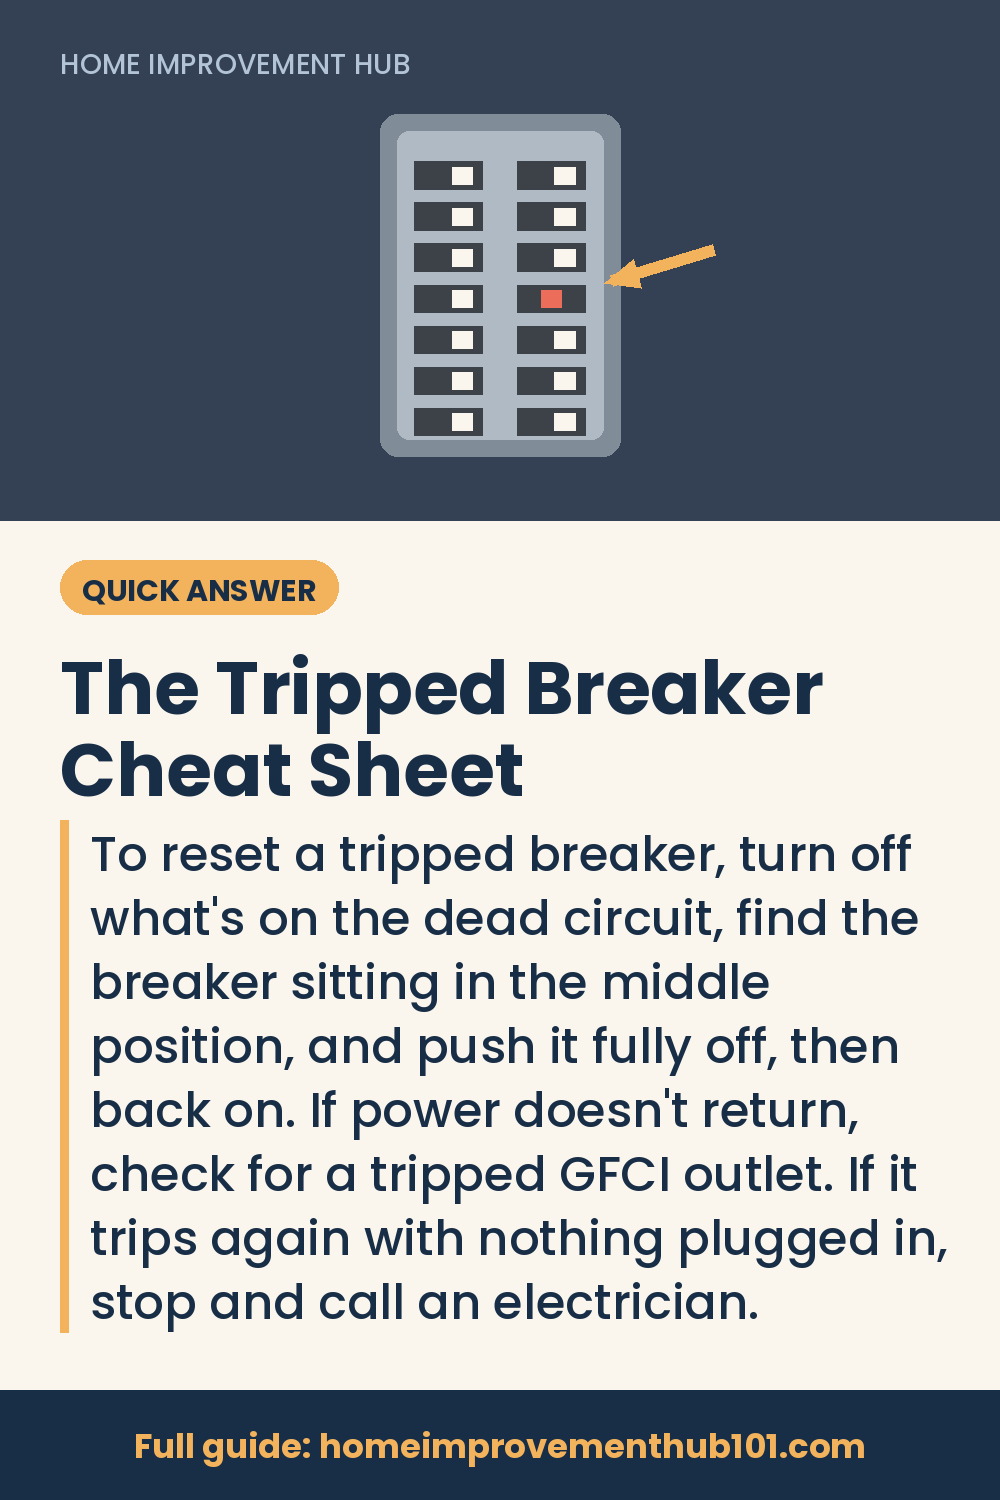 HOME IMPROVEMENT HUB
QUICK ANSWER
The Tripped Breaker
Cheat Sheet
To reset a tripped breaker, turn off
what's on the dead circuit, find the
breaker sitting in the middle
position, and push it fully off, then
back on. If power doesn't return,
check for a tripped GFCI outlet. If it
trips again with nothing plugged in,
stop and call an electrician.
Full guide: homeimprovementhub101.com